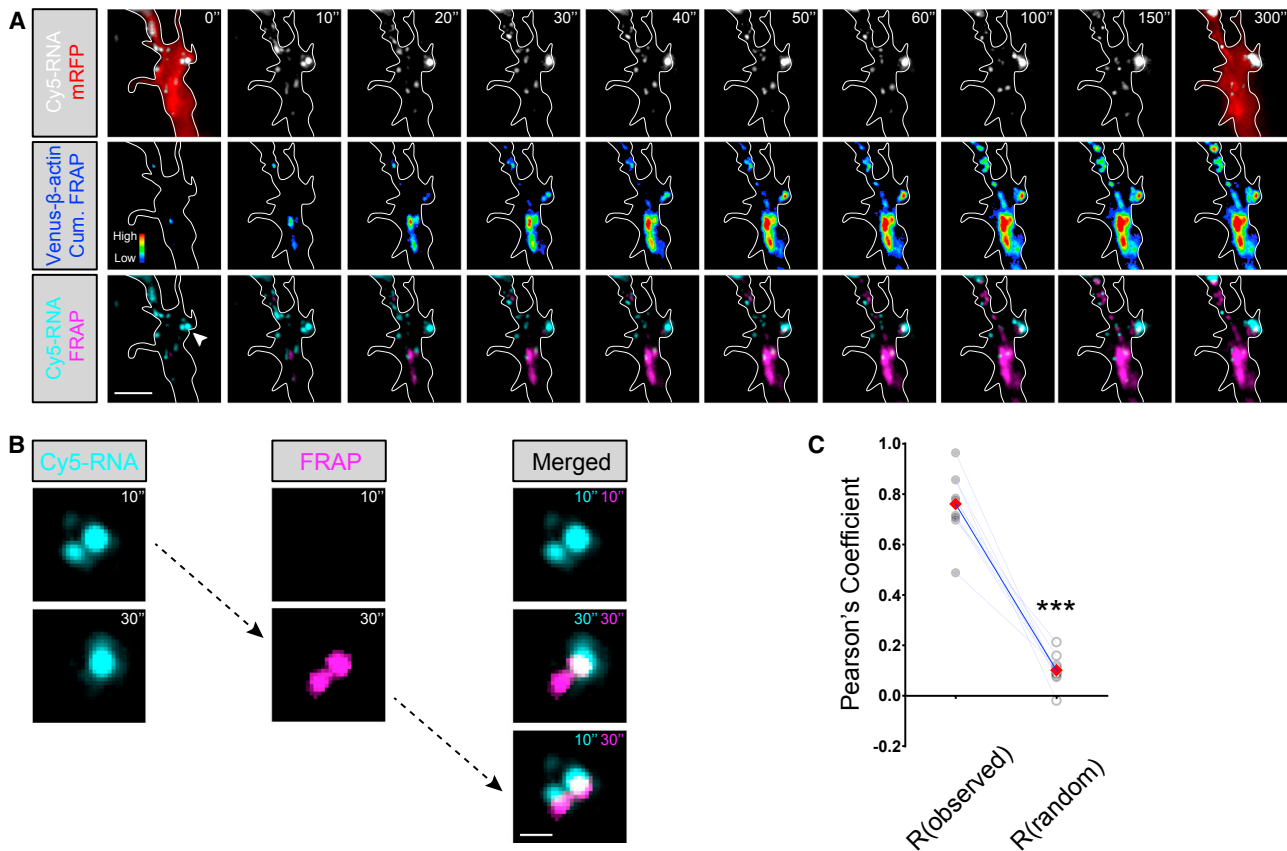 A
Cy5-RNA
mRFP
0’’
10’’
20’’
30’’
40’’
50’’
60’’
100’’
150’’
300’’
Venus-β-actin
Cum. FRAP
High
Low
Cy5-RNA
FRAP
B
Cy5-RNA
FRAP
Merged
10’’
10’’
10’’ 10’’
30’’
30’’
30’’ 30’’
10’’ 30’’
C
Pearson's Coefficient
1.0
0.8
0.6
0.4
0.2
0.0
-0.2
***
R(observed)
R(random)